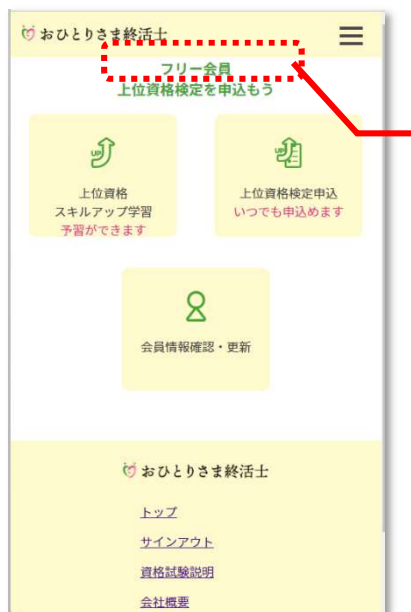 おひとりさま終活士
フリー会員
上位資格検定を申込もう
UP
上位資格
スキルアップ学習
予習ができます
UP
上位資格検定申込
いつでも申込めます
会員情報確認・更新
おひとりさま終活士
トップ
サインアウト
資格試験説明
会社概要